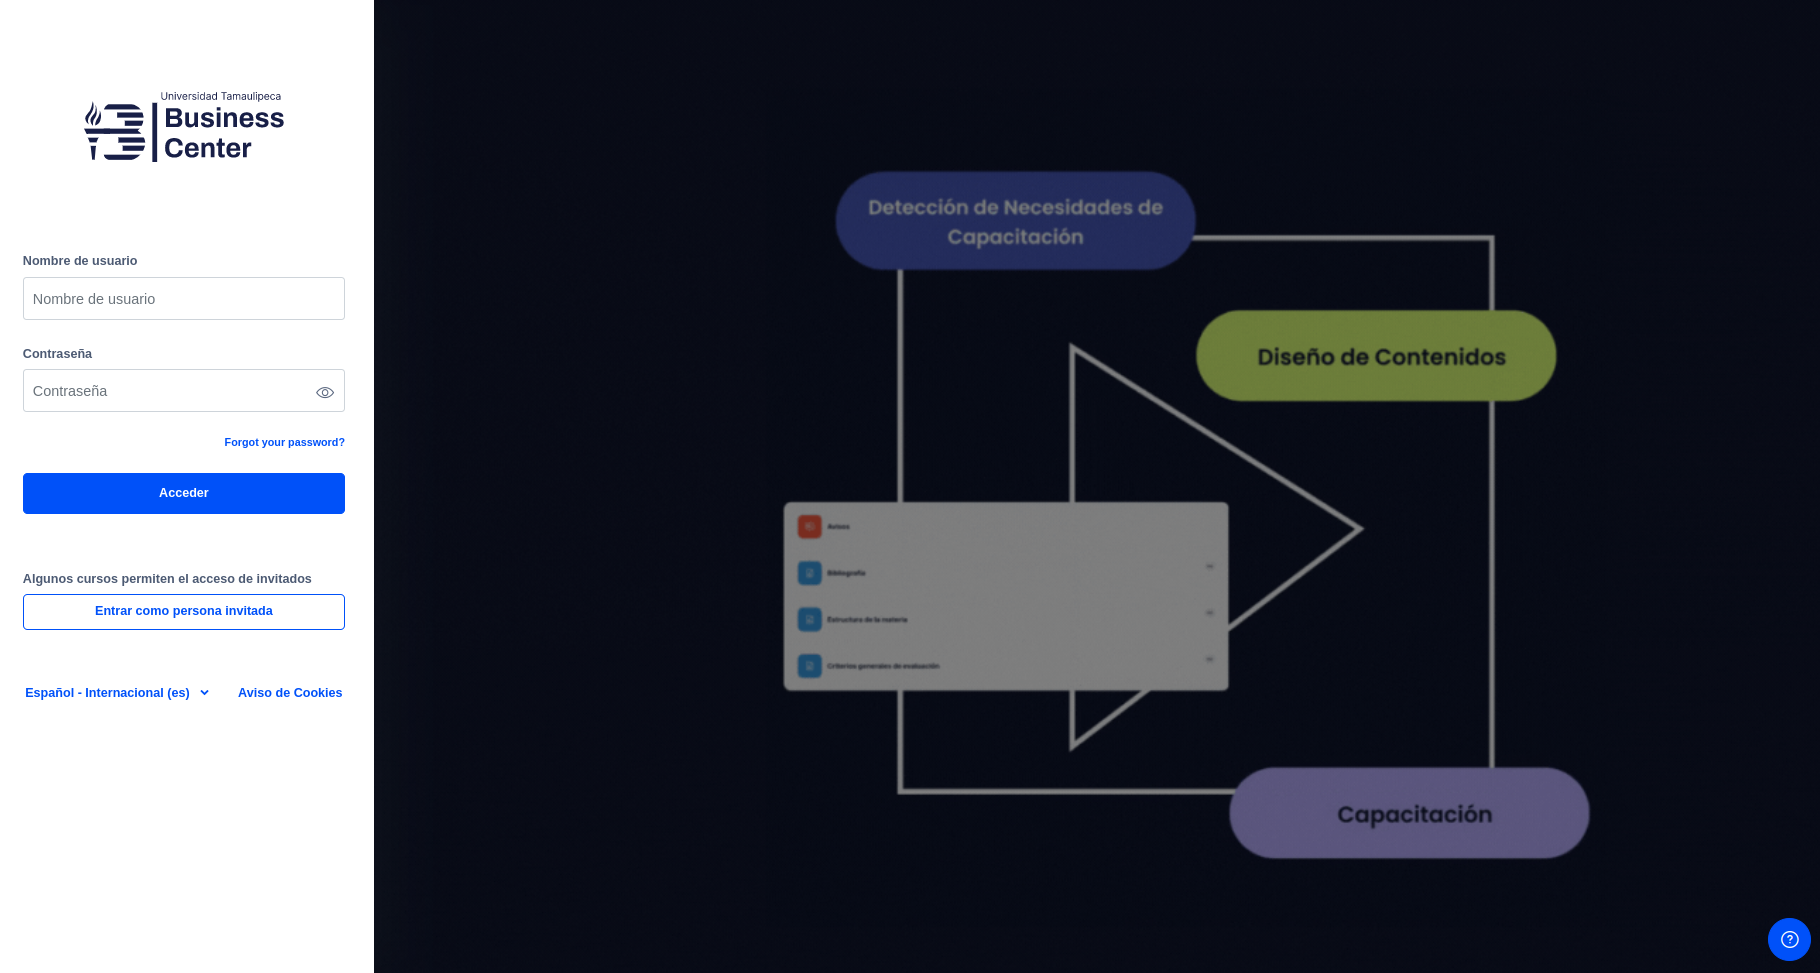 Universidad Tamaulipeca
Business
Center
Nombre de usuario
Nombre de usuario
Contraseña
Contraseña
Forgot your password?
Acceder
Algunos cursos permiten el acceso de invitados
Entrar como persona invitada
Español - Internacional (es)
Aviso de Cookies
Detección de Necesidades de
Capacitación
Diseño de Contenidos
Avisos
Bibliografía
Estructura de la materia
Criterios generales de evaluación
Capacitación